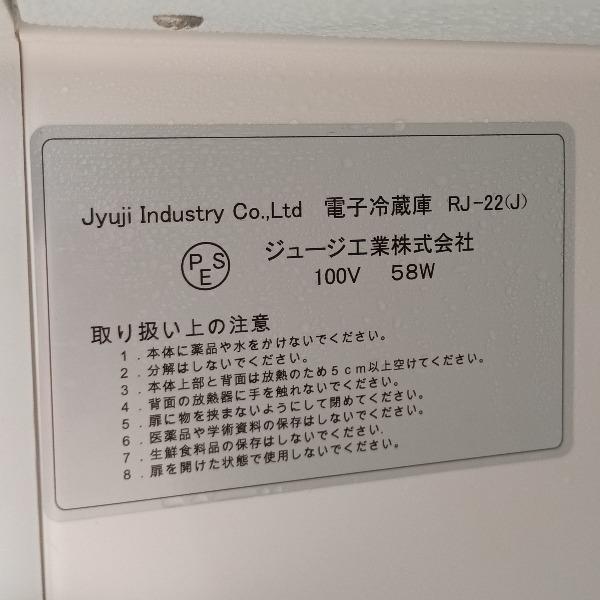 Jyuji Industry Co.,Ltd 電子冷蔵庫 RJ-22(J)
PSE ジュージ工業株式会社
100V 58W
取り扱い上の注意
1．本体に薬品や水をかけないでください。
2．分解はしないでください。
3．本体上部と背面は放熱のため5cm以上空けてください。
4．背面の放熱器に手を触れないでください。
5．扉に物を挟まないようにして閉めてください。
6．医薬品や学術資料の保存はしないでください。
7．生鮮食料品の保存はしないでください.
8．扉を開けた状態で使用しないでください。